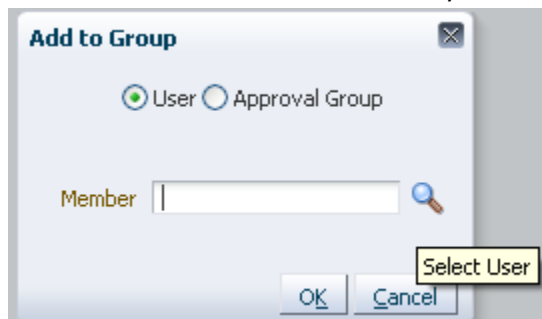 Add to Group
User Approval Group
Member
Select User
OK Cancel